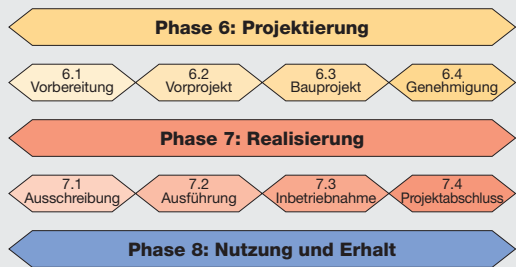 Phase 6: Projektierung
6.1
Vorbereitung
6.2
Vorprojekt
6.3
Bauprojekt
6.4
Genehmigung
Phase 7: Realisierung
7.1
Ausschreibung
7.2
Ausführung
7.3
Inbetriebnahme
7.4
Projektabschluss
Phase 8: Nutzung und Erhalt